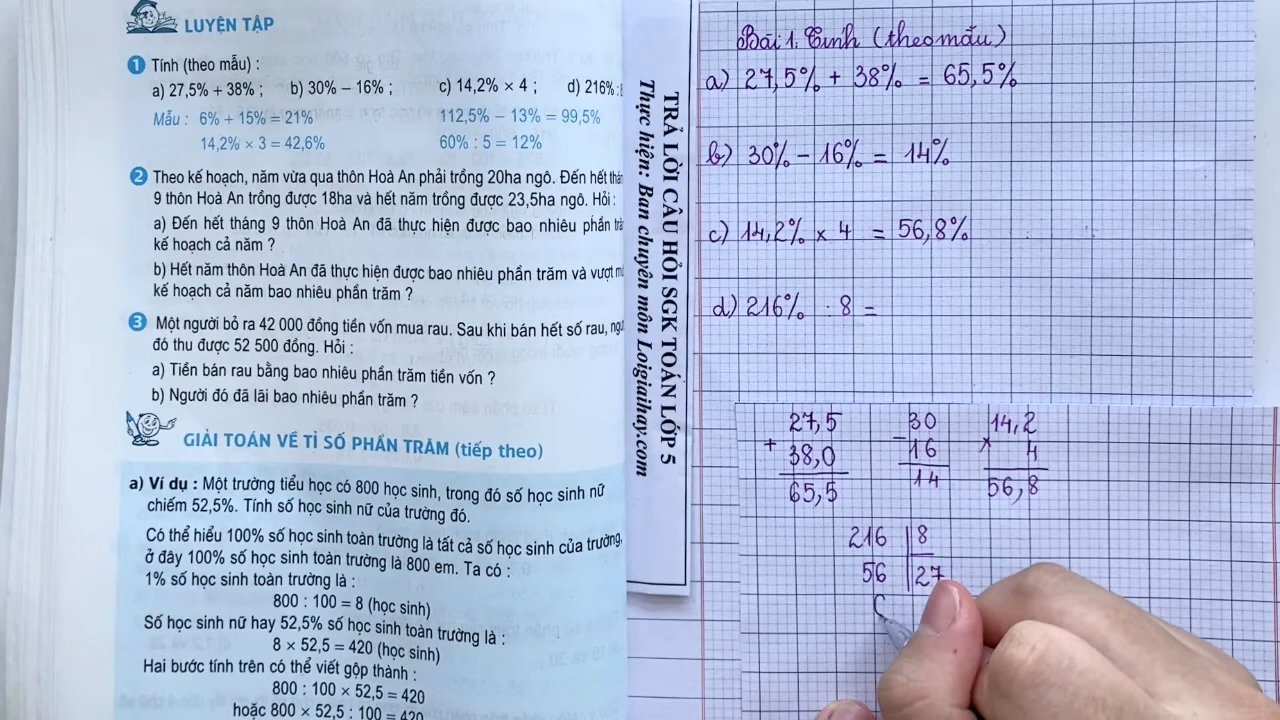 LUYỆN TẬP
1 Tính (theo mẫu) :
a) 27,5% + 38% ; b) 30% – 16% ; c) 14,2% × 4 ; d) 216% :
Mẫu : 6% + 15% = 21% 112,5% – 13% = 99,5%
14,2% × 3 = 42,6% 60% : 5 = 12%
2 Theo kế hoạch, năm vừa qua thôn Hoà An phải trồng 20ha ngô. Đến hết
9 thôn Hoà An trồng được 18ha và hết năm trồng được 23,5ha ngô. Hỏi :
a) Đến hết tháng 9 thôn Hoà An đã thực hiện được bao nhiêu phần
kế hoạch cả năm ?
b) Hết năm thôn Hoà An đã thực hiện được bao nhiêu phần trăm và vượt
kế hoạch cả năm bao nhiêu phần trăm ?
3 Một người bỏ ra 42 000 đồng tiền vốn mua rau. Sau khi bán hết số rau,
đó thu được 52 500 đồng. Hỏi :
a) Tiền bán rau bằng bao nhiêu phần trăm tiền vốn ?
b) Người đó đã lãi bao nhiêu phần trăm ?
GIẢI TOÁN VỀ TỈ SỐ PHẦN TRĂM (tiếp theo)
a) Ví dụ : Một trường tiểu học có 800 học sinh, trong đó số học sinh nữ
chiếm 52,5%. Tính số học sinh nữ của trường đó.
Có thể hiểu 100% số học sinh toàn trường là tất cả số học sinh của trường,
ở đây 100% số học sinh toàn trường là 800 em. Ta có :
1% số học sinh toàn trường là :
800 : 100 = 8 (học sinh)
Số học sinh nữ hay 52,5% số học sinh toàn trường là :
8 × 52,5 = 420 (học sinh)
Hai bước tính trên có thể viết gộp thành :
800 : 100 × 52,5 = 420
hoặc 800 × 52,5 : 100 = 420
TRẢ LỜI CÂU HỎI SGK TOÁN LỚP 5
Thực hiện: Ban chuyên môn Loigiaihay.com
Bài 1. Tính (theo mẫu)
a) 27,5% + 38% = 65,5%
b) 30% – 16% = 14%
c) 14,2% × 4 = 56,8%
d) 216% : 8 =
27,5 30 14,2
+ – ×
38,0 16 4
65,5 14 56,8
216 8
56 27